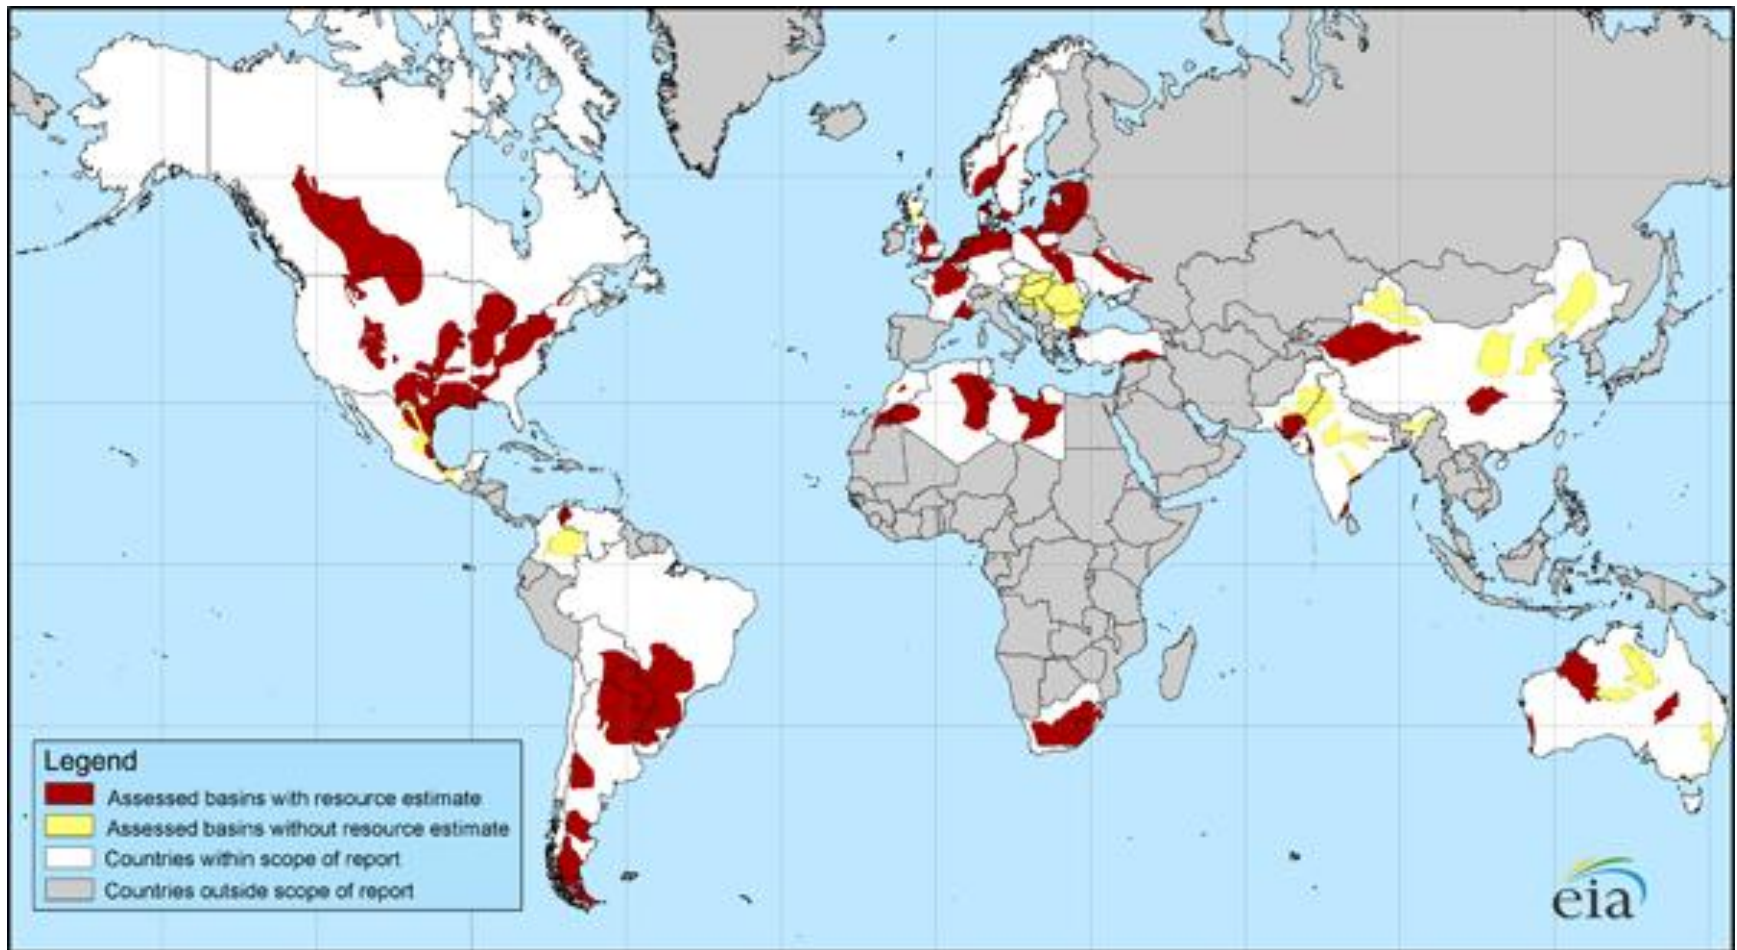 Legend
Assessed basins with resource estimate
Assessed basins without resource estimate
Countries within scope of report
Countries outside scope of report
eia